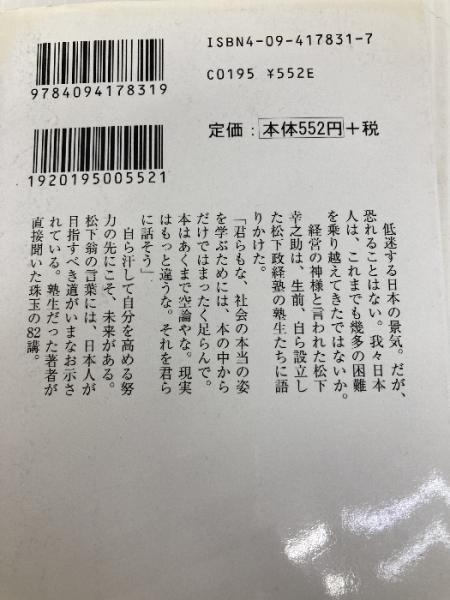 ISBN4-09-417831-7
C0195 ¥552E
9784094178319
定価：本体552円＋税
1920195005521
低迷する日本の景気。だが、
恐れることはない。我々日本
人は、これまでも幾多の困難
を乗り越えてきたではないか。
経営の神様と言われた松下
幸之助は、生前、自ら設立し
た松下政経塾の塾生たちに語
りかけた。
「君らもな、社会の本当の姿
を学ぶためには、本の中から
だけではまったく足らんで。
本はあくまで空論やな。現実
はもっと違うな。それを君ら
に話そう」
自ら汗して自分を高める努
力の先にこそ、未来がある。
松下翁の言葉には、日本人が
目指すべき道がいまなお示さ
れている。塾生だった著者が
直接聞いた珠玉の82講。